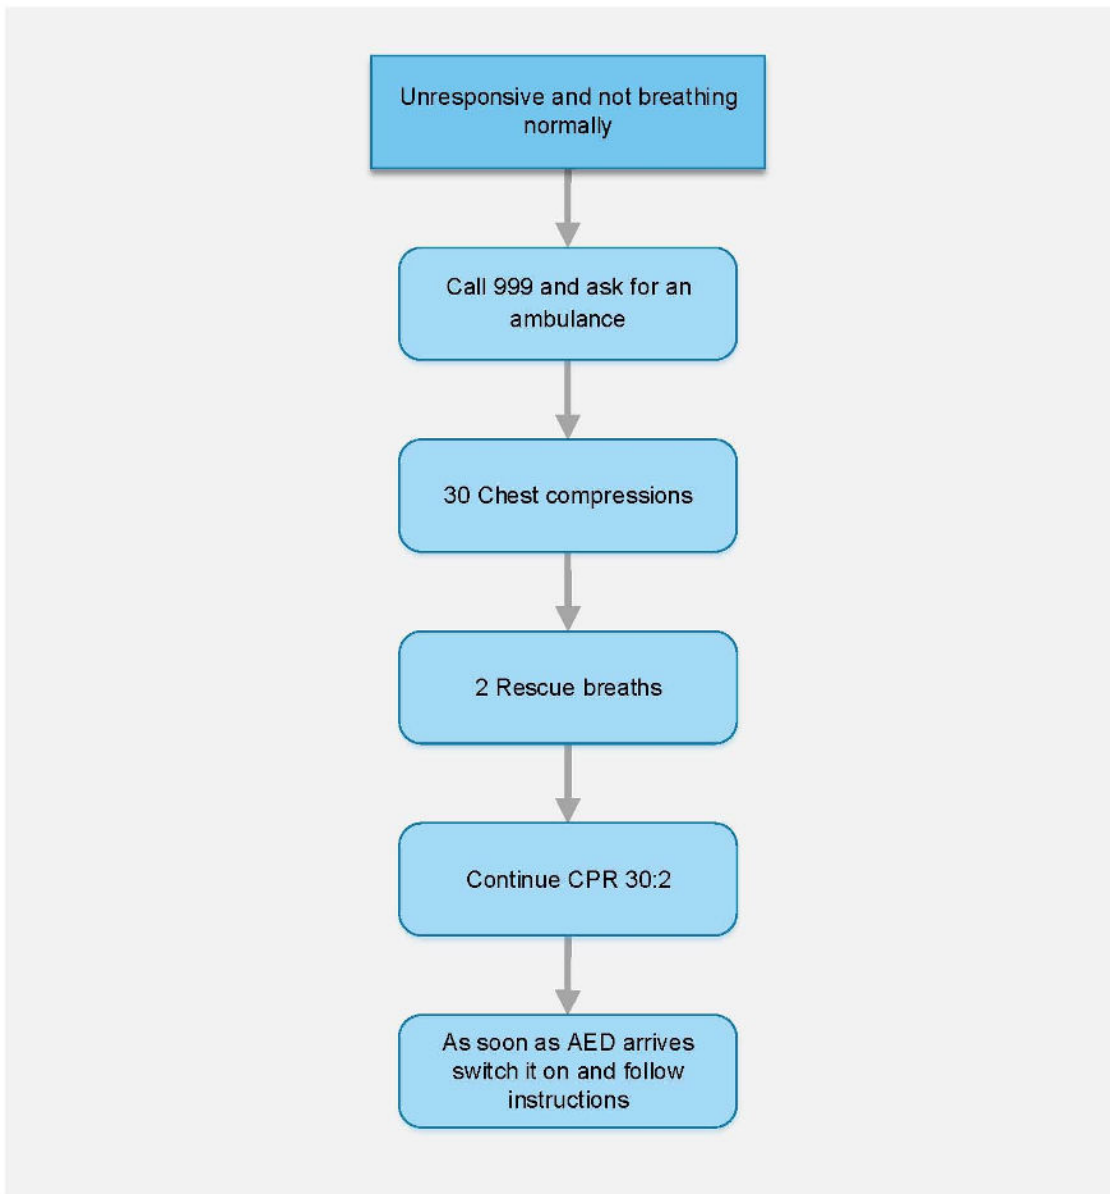 Unresponsive and not breathing
normally
Call 999 and ask for an
ambulance
30 Chest compressions
2 Rescue breaths
Continue CPR 30:2
As soon as AED arrives
switch it on and follow
instructions